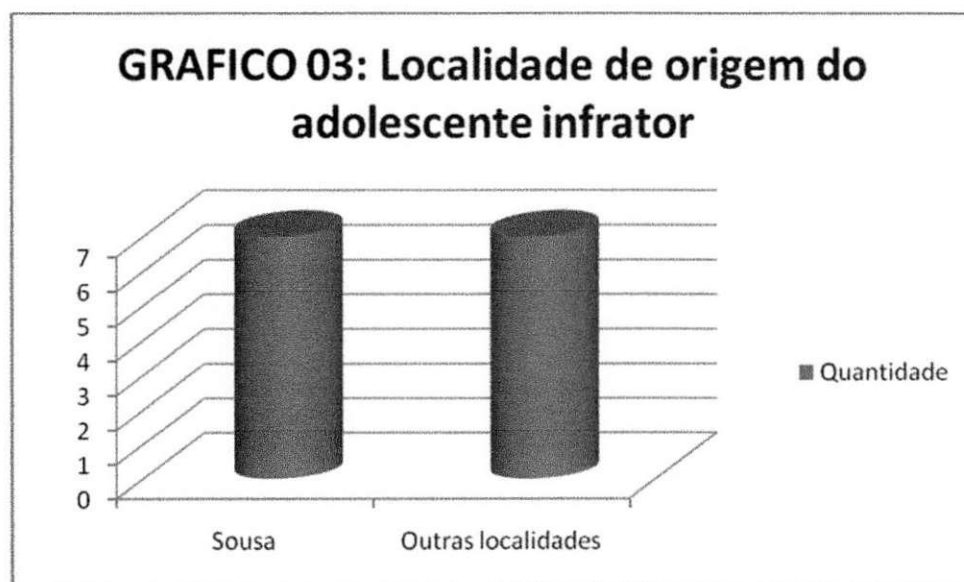 GRAFICO 03: Localidade de origem do
adolescente infrator
7
6
5
4
3
2
1
0
Sousa
Outras localidades
Quantidade